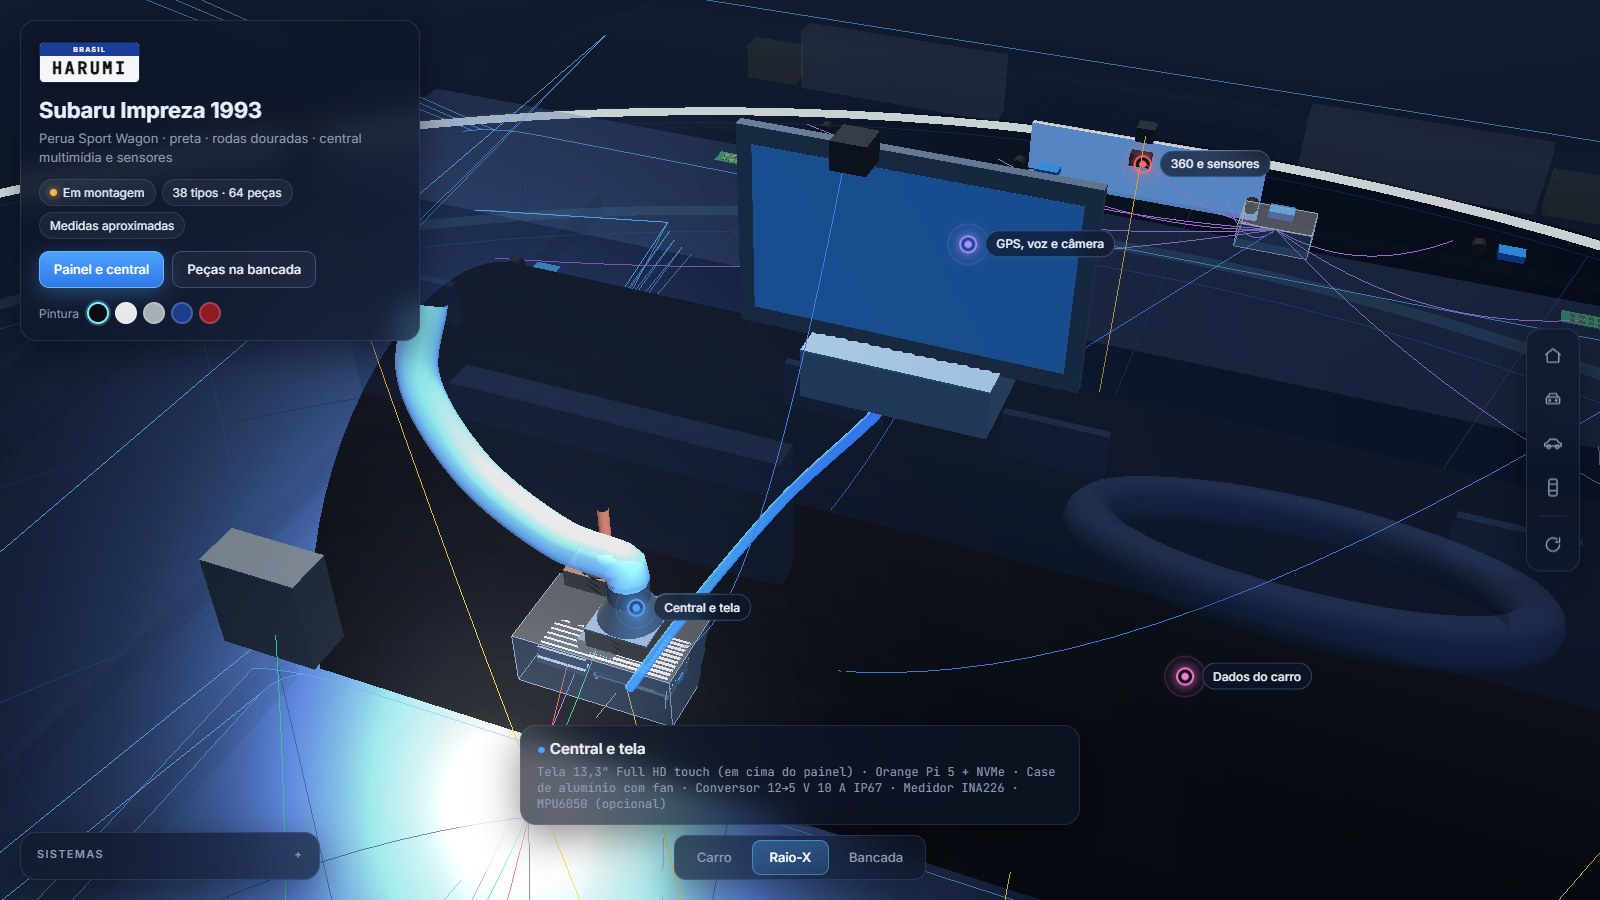 BRASIL
HARUMI
Subaru Impreza 1993
Perua Sport Wagon · preta · rodas douradas · central
multimídia e sensores
Em montagem
38 tipos · 64 peças
Medidas aproximadas
Painel e central
Peças na bancada
Pintura
360 e sensores
GPS, voz e câmera
Central e tela
Dados do carro
Central e tela
Tela 13,3" Full HD touch (em cima do painel) · Orange Pi 5 + NVMe · Case
de alumínio com fan · Conversor 12→5 V 10 A IP67 · Medidor INA226 ·
MPU6050 (opcional)
SISTEMAS +
Carro
Raio-X
Bancada